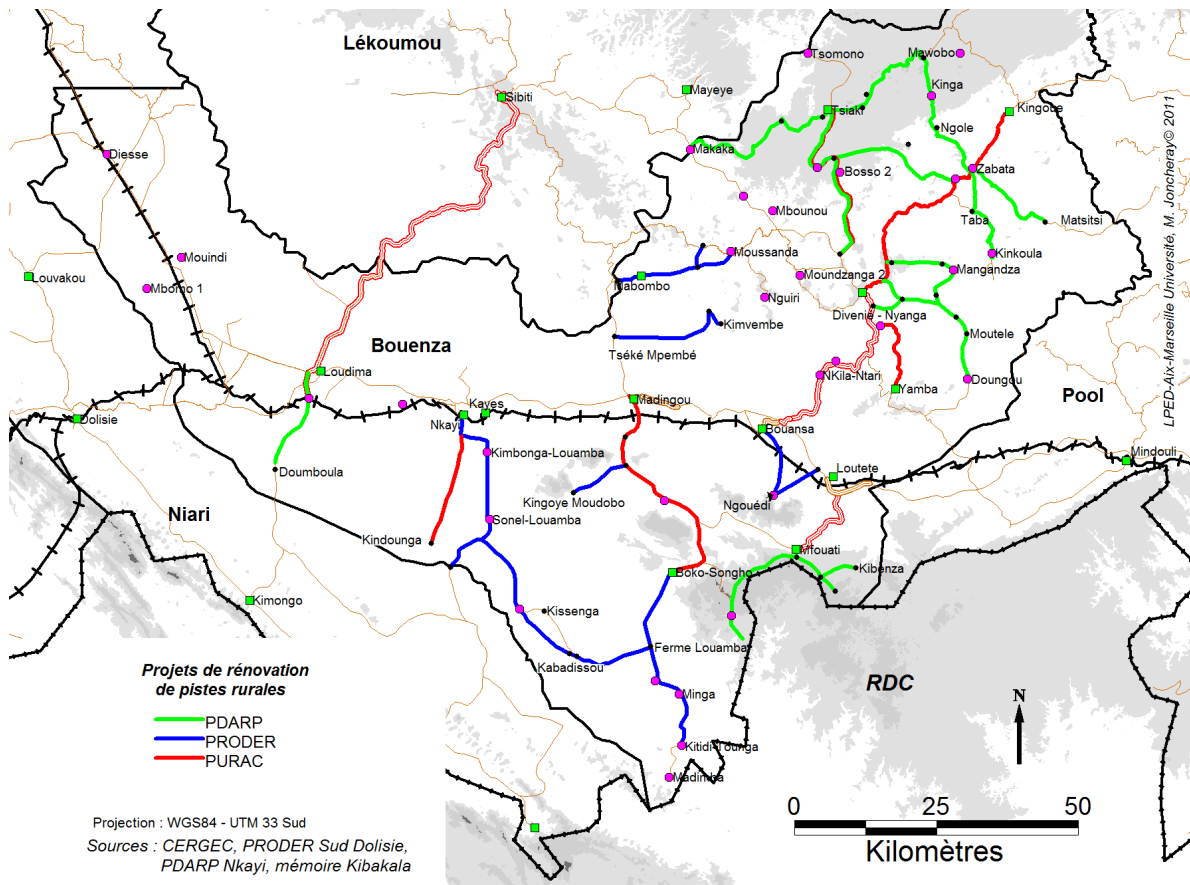 Lékoumou
Tsomono
Mawobo
Mayeye
Sibiti
Kinga
Tsiaki
Kingoue
Ngole
Makaka
Diesse
Bosso 2
Zabata
Mbounou
Taba
Matsitsi
Moussanda
Kinkoula
Mouindi
Moundzanga 2
Mangandza
Louvakou
Mbomo 1
Mabombo
Nguiri
Divenié - Nyanga
Kimvembe
Moutele
Bouenza
Tséké Mpembé
Loudima
NKila-Ntari
Doungou
Yamba
Pool
Kayes
Madingou
Dolisie
Nkayi
Bouansa
Kimbonga-Louamba
Mindouli
Doumboula
Loutete
Kingoye Moudobo
Ngouédi
Niari
Sonel-Louamba
Kindounga
Mfouati
Kibenza
Boko-Songho
Kimongo
Kissenga
Ferme Louamba
Kabadissou
RDC
Minga
Kitidi-Tounga
Madimba
Projets de rénovation
de pistes rurales
PDARP
PRODER
PURAC
N
0 25 50
Kilomètres
Projection : WGS84 - UTM 33 Sud
Sources : CERGEC, PRODER Sud Dolisie,
PDARP Nkayi, mémoire Kibakala
LPED-Aix-Marseille Université, M. Joncheray© 2011